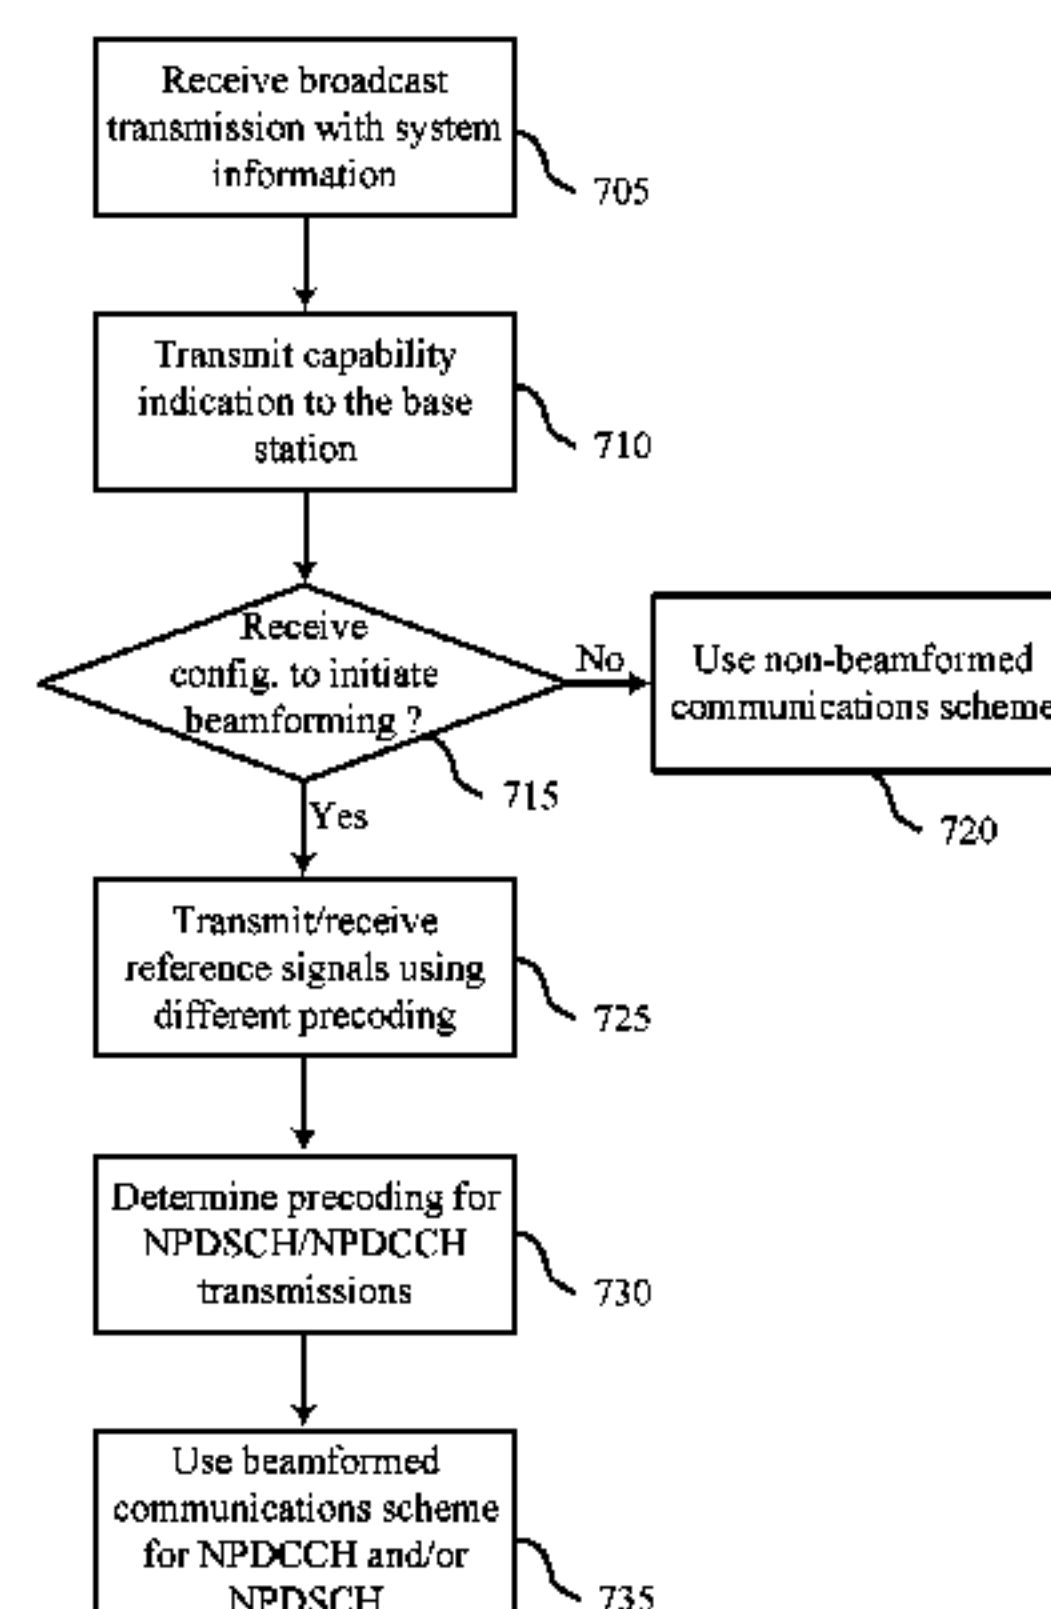 Receive broadcast
transmission with system
information
705
Transmit capability
indication to the base
station
710
Receive
config. to initiate
beamforming ?
715
No
Use non-beamformed
communications scheme
720
Yes
Transmit/receive
reference signals using
different precoding
725
Determine precoding for
NPDSCH/NPDCCH
transmissions
730
Use beamformed
communications scheme
for NPDCCH and/or
NPDSCH
735